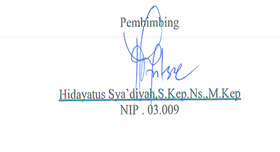 Pembimbing
Hidayatus Sya'diyah,S.Kep.Ns.,M.Kep
NIP . 03.009